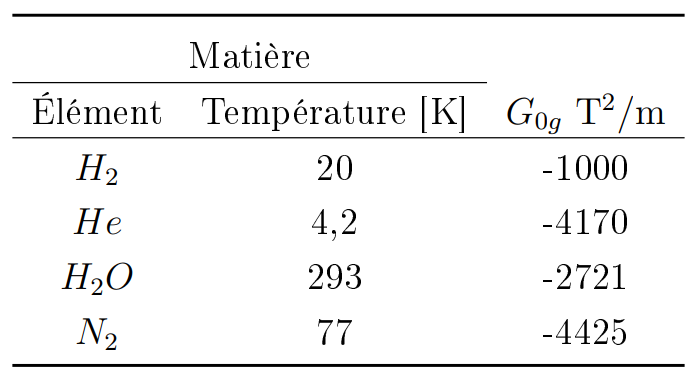 Matière
Élément Température [K] G₀g T²/m
H₂ 20 -1000
He 4,2 -4170
H₂O 293 -2721
N₂ 77 -4425